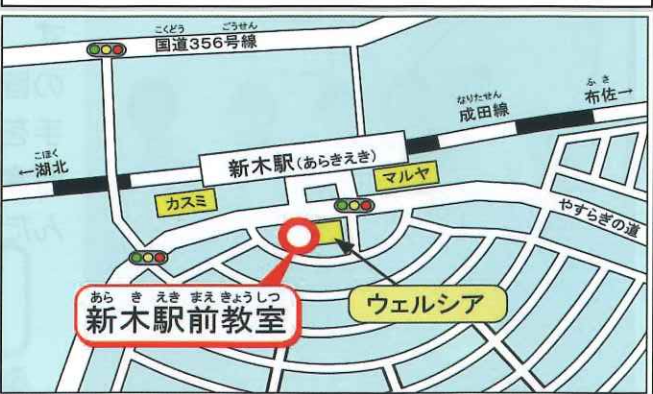 こくどう ごうせん
国道356号線
ふさ
布佐→
なりたせん
成田線
新木駅(あらきえき)
こほく
←湖北
マルヤ
カスミ
やすらぎの道
ウェルシア
あら き えき まえ きょうしつ
新木駅前教室